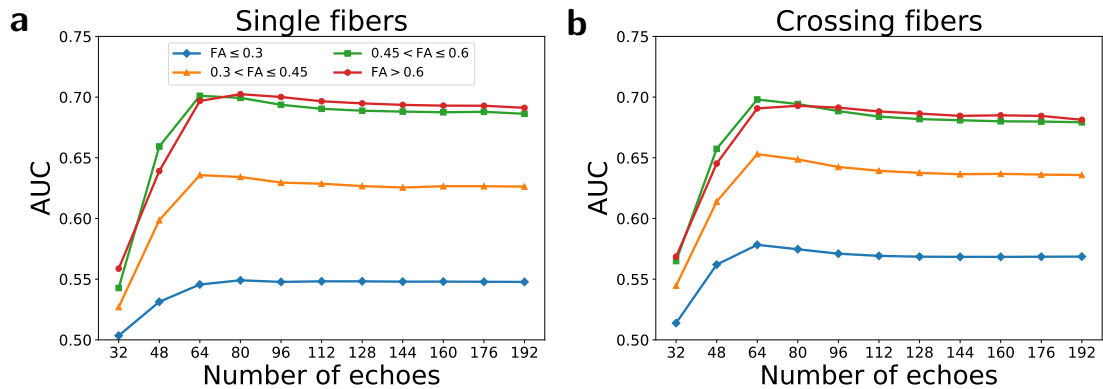 a
Single fibers
0.75
0.70
0.65
0.60
0.55
0.50
AUC
FA ≤ 0.3
0.3 < FA ≤ 0.45
0.45 < FA ≤ 0.6
FA > 0.6
32 48 64 80 96 112 128 144 160 176 192
Number of echoes
b
Crossing fibers
0.75
0.70
0.65
0.60
0.55
0.50
AUC
32 48 64 80 96 112 128 144 160 176 192
Number of echoes